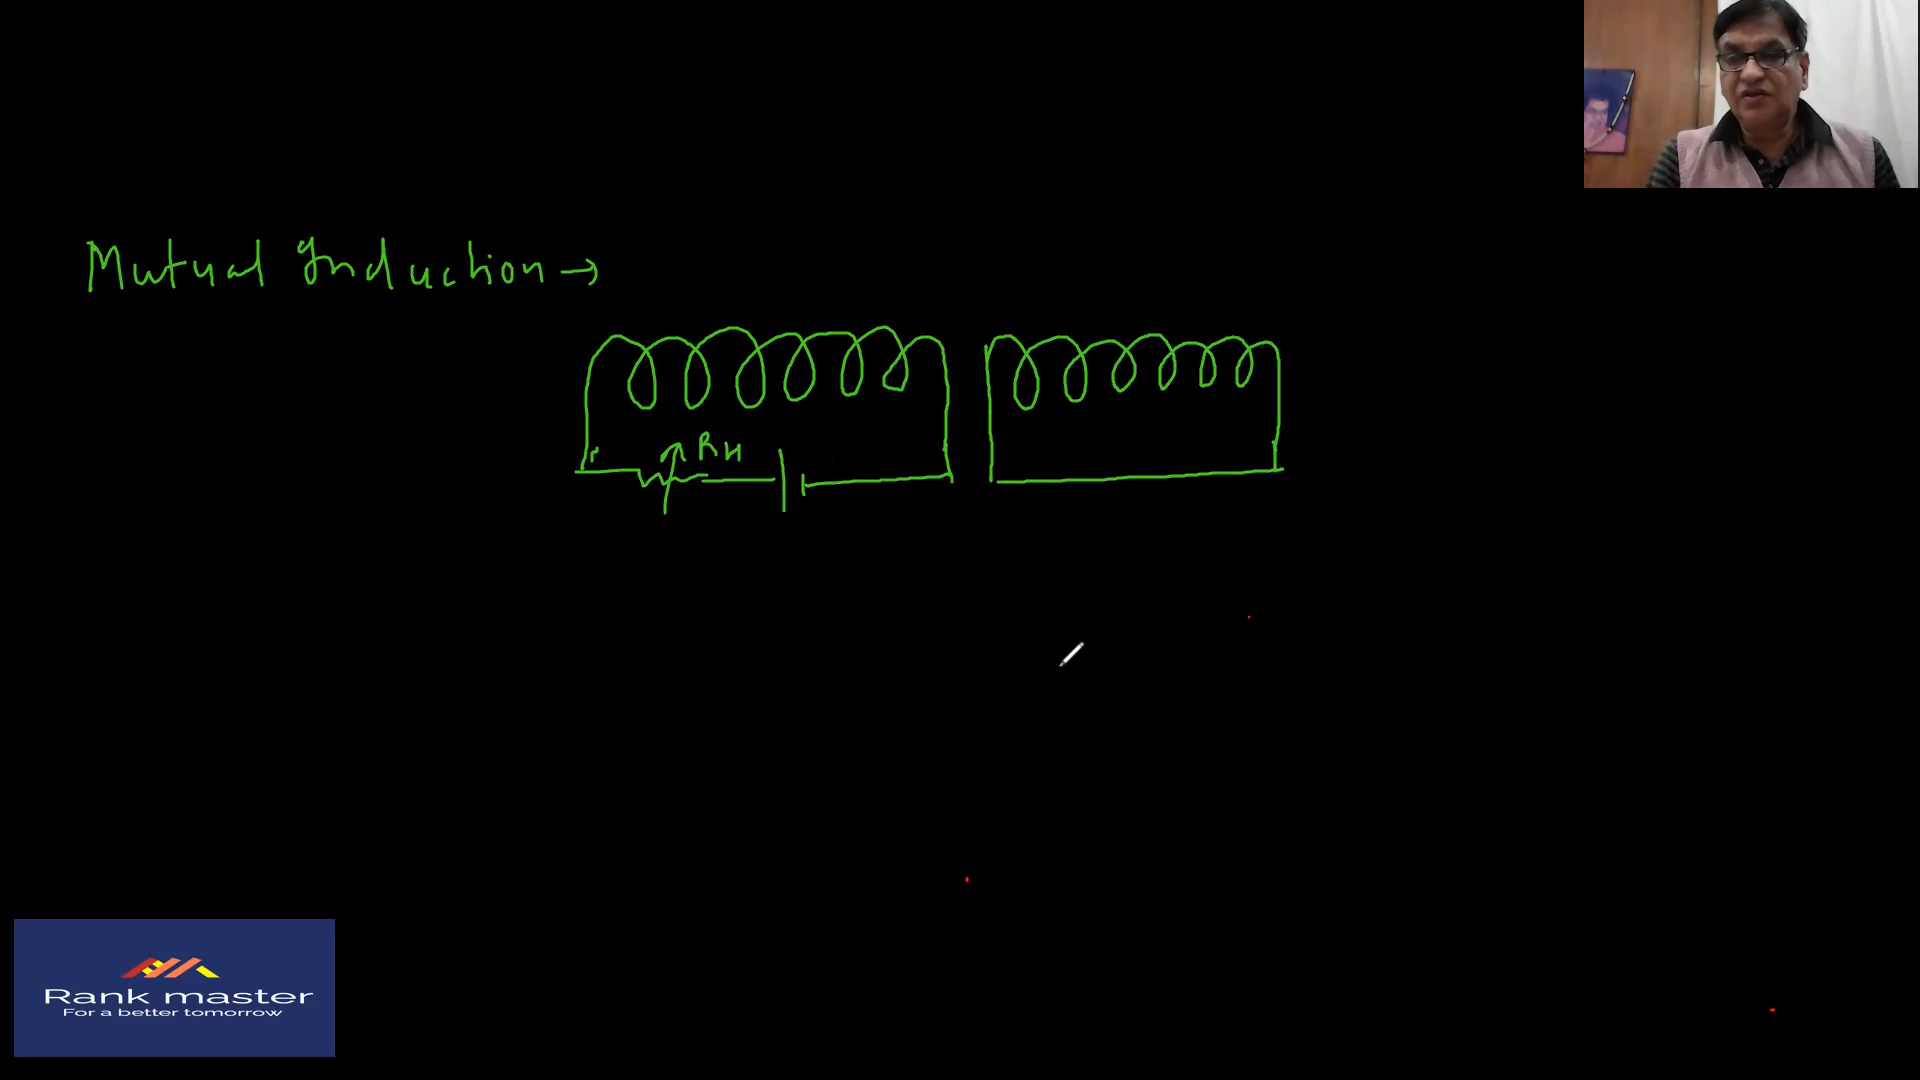 Mutual Induction →
RH
Rank master
For a better tomorrow